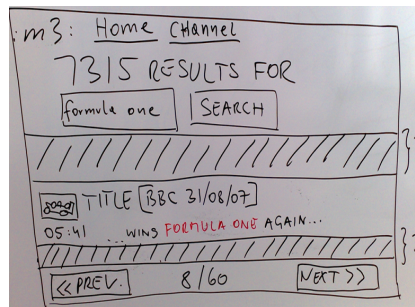 m3: Home Channel
7315 RESULTS FOR
formula one SEARCH
TITLE [BBC 31/08/07]
05:41 ...WINS FORMULA ONE AGAIN...
<< PREV. 8/60 NEXT >>